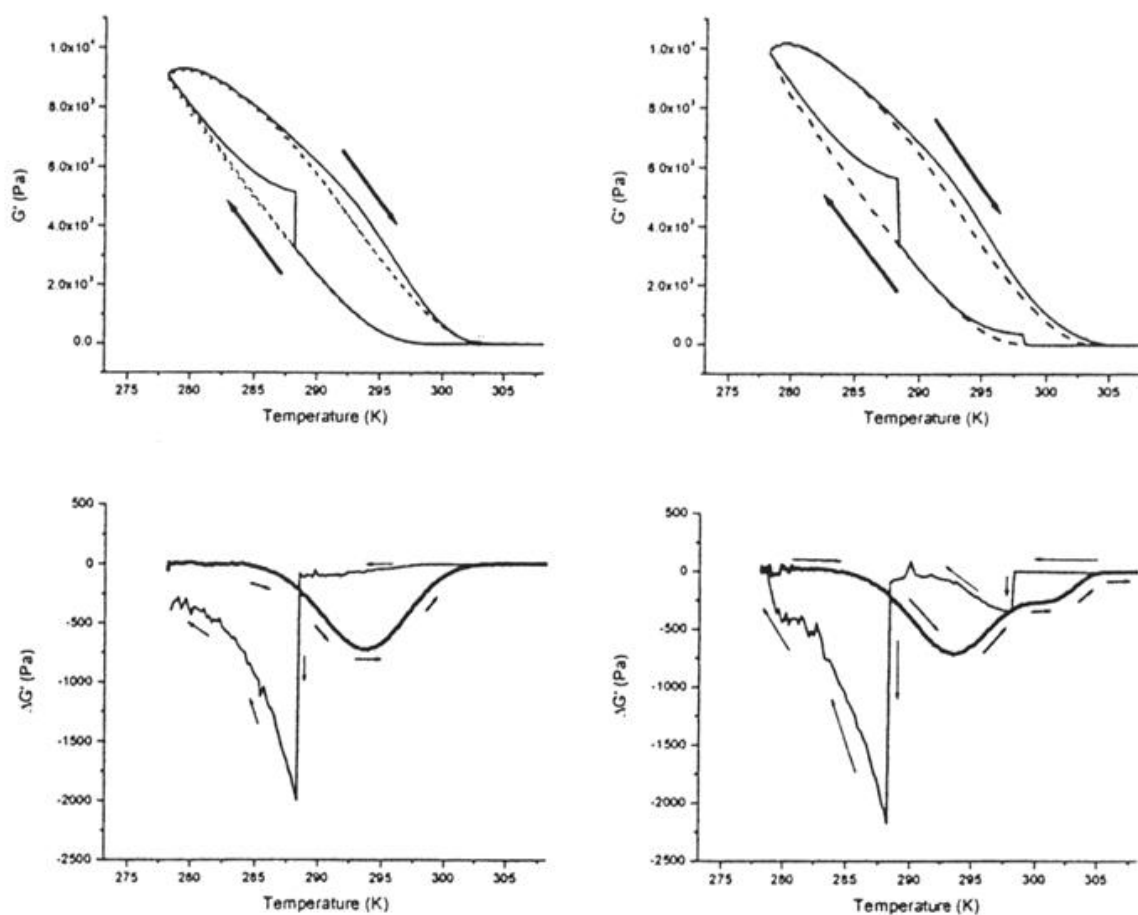 1.0x10⁴
8.0x10³
6.0x10³
4.0x10³
2.0x10³
0.0
G' (Pa)
275 280 285 290 295 300 305
Temperature (K)
1.0x10⁴
8.0x10³
6.0x10³
4.0x10³
2.0x10³
0.0
G' (Pa)
275 280 285 290 295 300 305
Temperature (K)
500
0
-500
-1000
-1500
-2000
-2500
ΔG' (Pa)
275 280 285 290 295 300 305
Temperature (K)
500
0
-500
-1000
-1500
-2000
-2500
ΔG' (Pa)
275 280 285 290 295 300 305
Temperature (K)